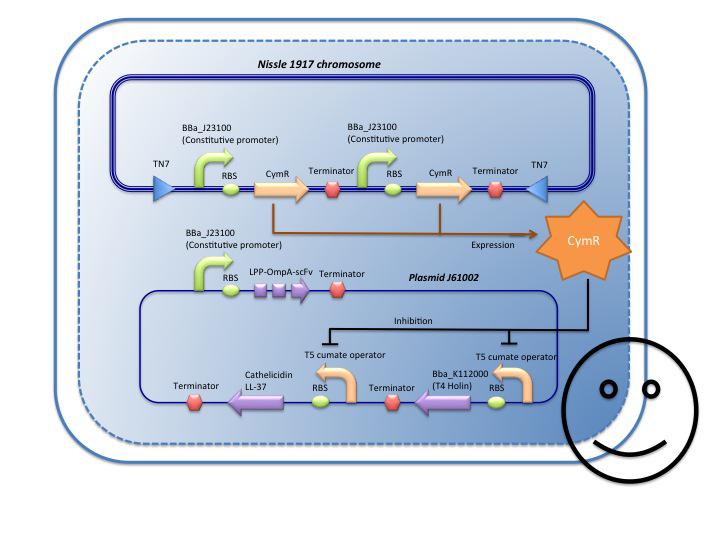 Nissle 1917 chromosome
BBa_J23100
(Constitutive promoter)
BBa_J23100
(Constitutive promoter)
TN7
RBS
CymR
Terminator
RBS
CymR
Terminator
TN7
CymR
Expression
BBa_J23100
(Constitutive promoter)
RBS
LPP-OmpA-scFv
Terminator
Plasmid J61002
Inhibition
T5 cumate operator
T5 cumate operator
Terminator
Cathelicidin
LL-37
RBS
Terminator
Bba_K112000
(T4 Holin)
RBS